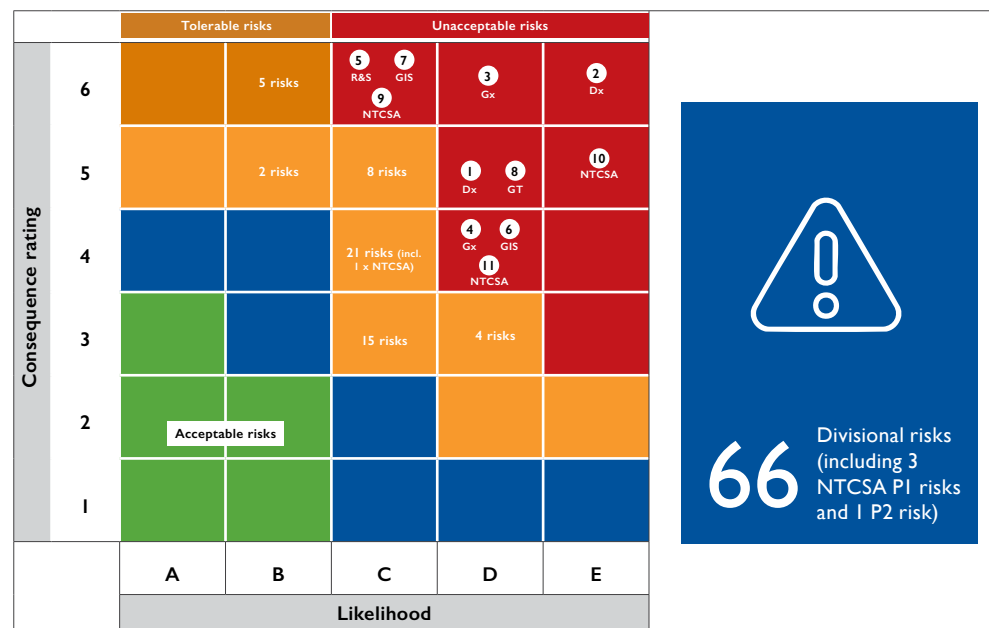 Tolerable risks
Unacceptable risks
Consequence rating
6
5 risks
5
R&S
7
GIS
9
NTCSA
3
Gx
2
Dx
5
2 risks
8 risks
1
Dx
8
GT
10
NTCSA
4
21 risks (incl.
1 x NTCSA)
4
Gx
6
GIS
11
NTCSA
3
15 risks
4 risks
2
Acceptable risks
1
A
B
C
D
E
Likelihood
66
Divisional risks
(including 3
NTCSA P1 risks
and 1 P2 risk)